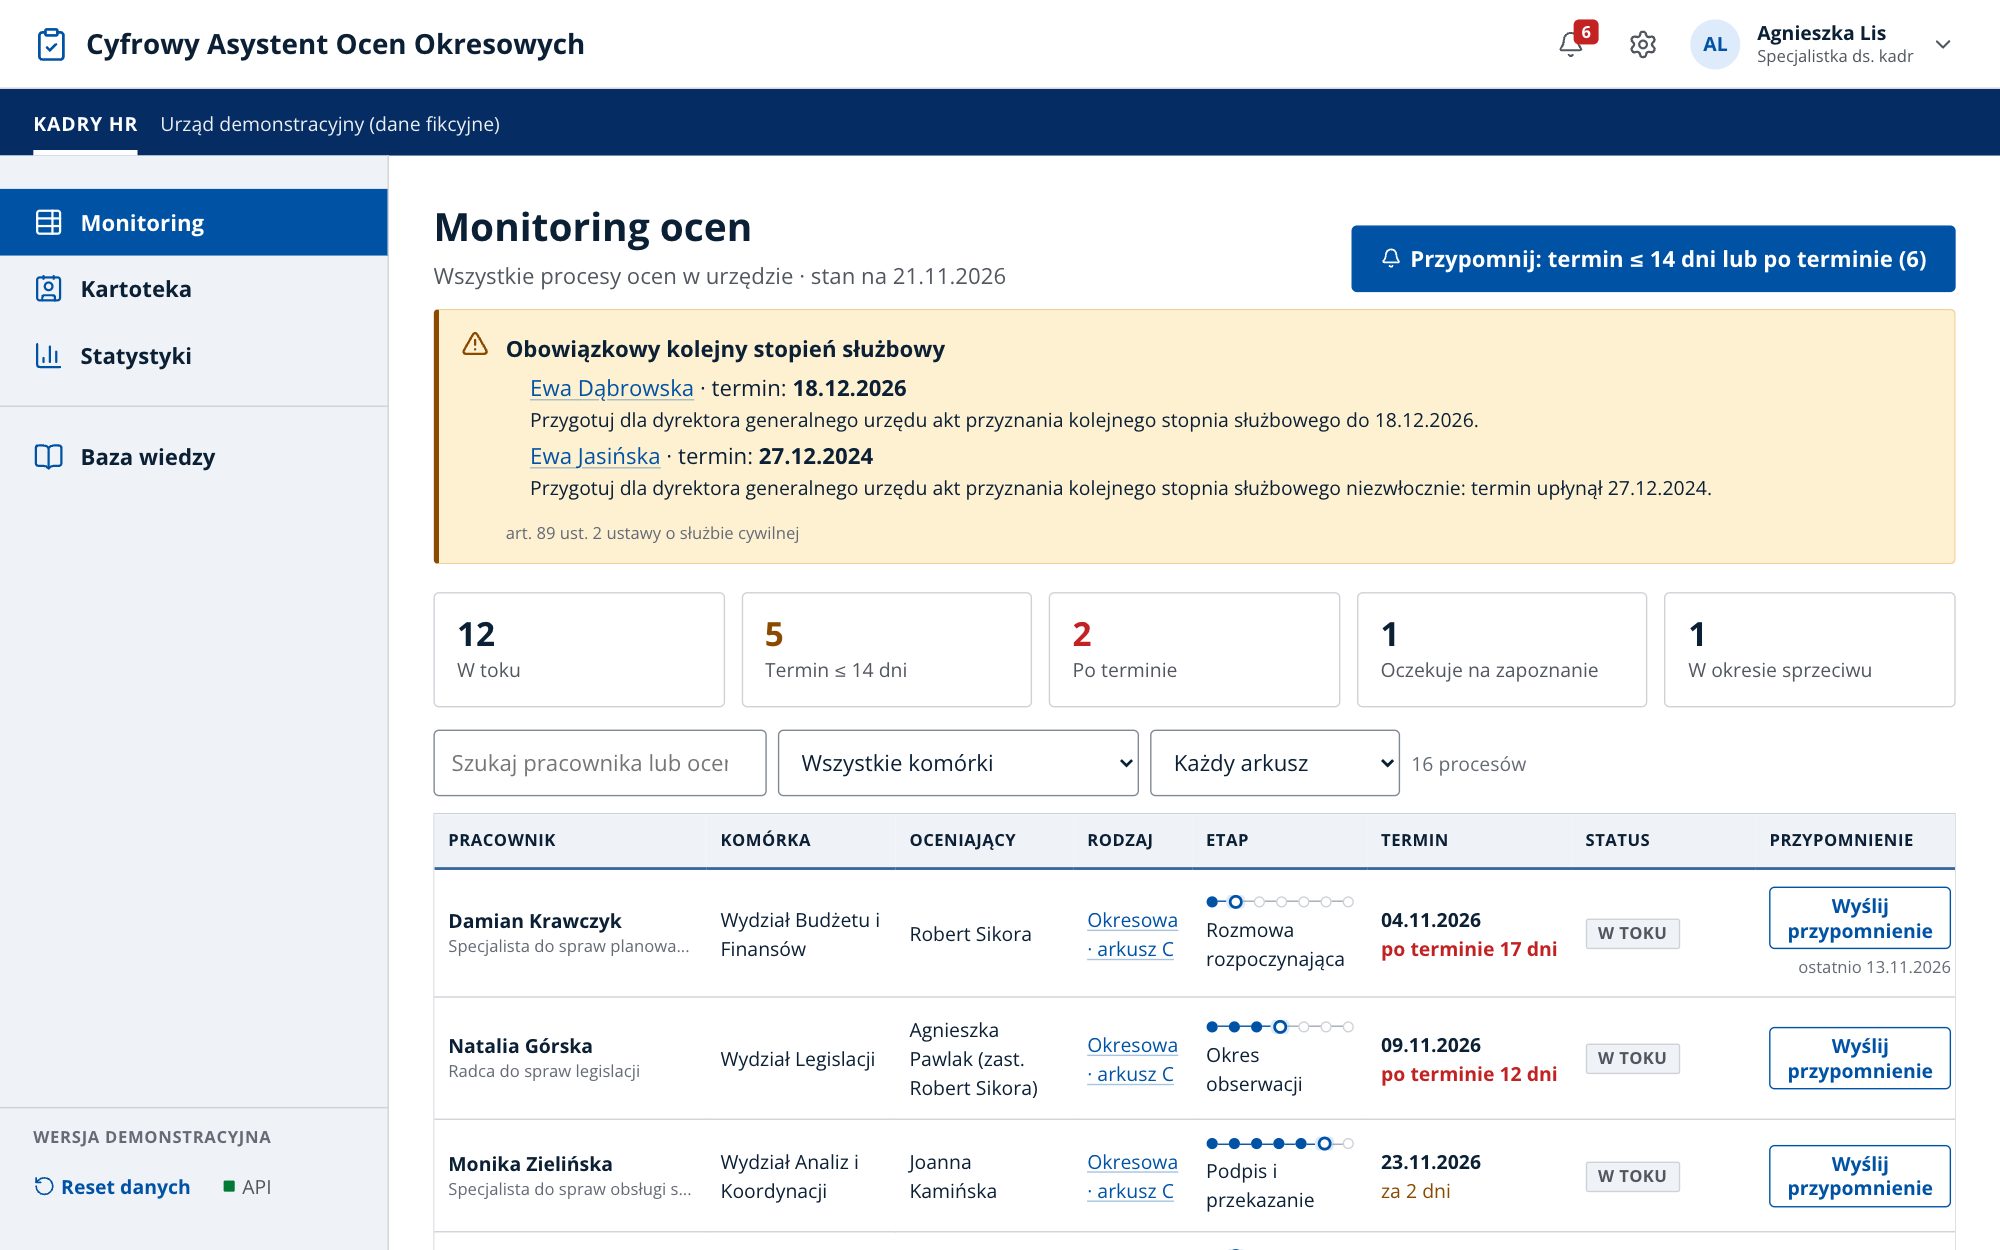 Cyfrowy Asystent Ocen Okresowych
6
AL
Agnieszka Lis
Specjalistka ds. kadr
KADRY HR
Urząd demonstracyjny (dane fikcyjne)
Monitoring
Kartoteka
Statystyki
Baza wiedzy
WERSJA DEMONSTRACYJNA
Reset danych
API
Monitoring ocen
Wszystkie procesy ocen w urzędzie · stan na 21.11.2026
Przypomnij: termin ≤ 14 dni lub po terminie (6)
Obowiązkowy kolejny stopień służbowy
Ewa Dąbrowska · termin: 18.12.2026
Przygotuj dla dyrektora generalnego urzędu akt przyznania kolejnego stopnia służbowego do 18.12.2026.
Ewa Jasińska · termin: 27.12.2024
Przygotuj dla dyrektora generalnego urzędu akt przyznania kolejnego stopnia służbowego niezwłocznie: termin upłynął 27.12.2024.
art. 89 ust. 2 ustawy o służbie cywilnej
12
W toku
5
Termin ≤ 14 dni
2
Po terminie
1
Oczekuje na zapoznanie
1
W okresie sprzeciwu
Szukaj pracownika lub ocer
Wszystkie komórki
Każdy arkusz
16 procesów
PRACOWNIK
KOMÓRKA
OCENIAJĄCY
RODZAJ
ETAP
TERMIN
STATUS
PRZYPOMNIENIE
Damian Krawczyk
Specjalista do spraw planowa...
Wydział Budżetu i
Finansów
Robert Sikora
Okresowa
· arkusz C
Rozmowa
rozpoczynająca
04.11.2026
po terminie 17 dni
W TOKU
Wyślij
przypomnienie
ostatnio 13.11.2026
Natalia Górska
Radca do spraw legislacji
Wydział Legislacji
Agnieszka
Pawlak (zast.
Robert Sikora)
Okresowa
· arkusz C
Okres
obserwacji
09.11.2026
po terminie 12 dni
W TOKU
Wyślij
przypomnienie
Monika Zielińska
Specjalista do spraw obsługi s...
Wydział Analiz i
Koordynacji
Joanna
Kamińska
Okresowa
· arkusz C
Podpis i
przekazanie
23.11.2026
za 2 dni
W TOKU
Wyślij
przypomnienie